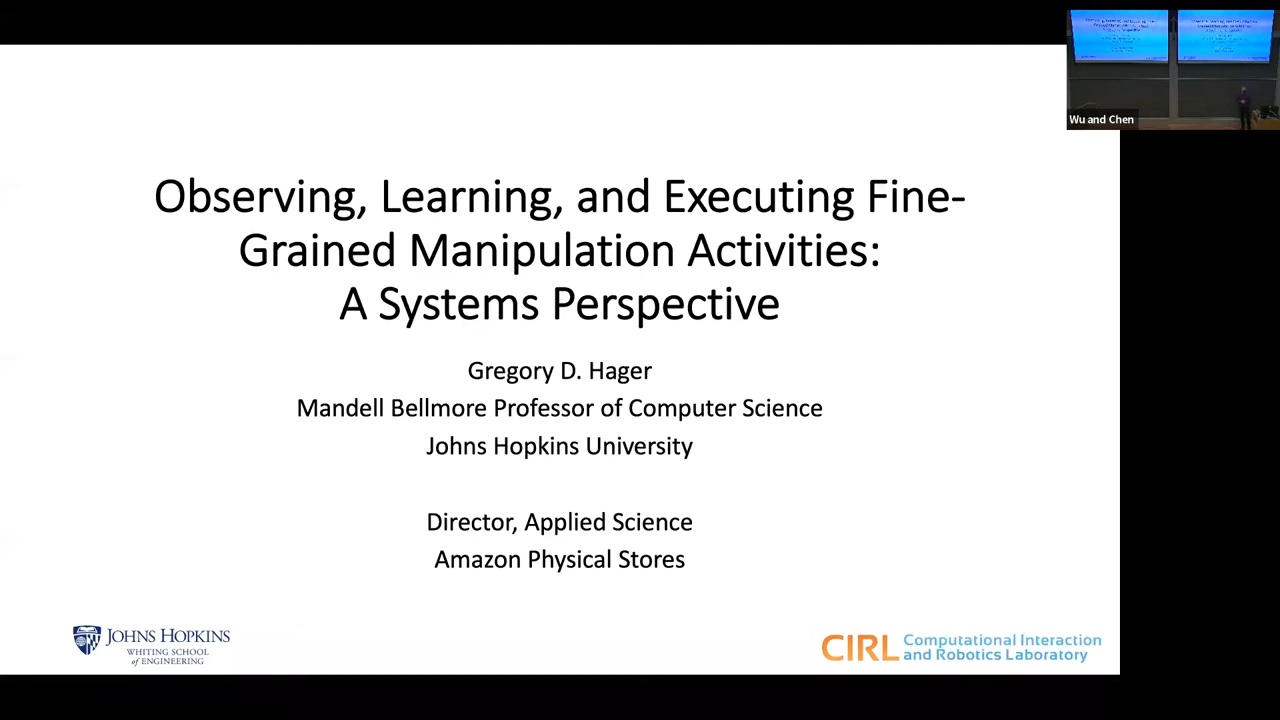 Wu and Chen
Observing, Learning, and Executing Fine-
Grained Manipulation Activities:
A Systems Perspective
Gregory D. Hager
Mandell Bellmore Professor of Computer Science
Johns Hopkins University
Director, Applied Science
Amazon Physical Stores
JOHNS HOPKINS
WHITING SCHOOL
of ENGINEERING
CIRL Computational Interaction
and Robotics Laboratory